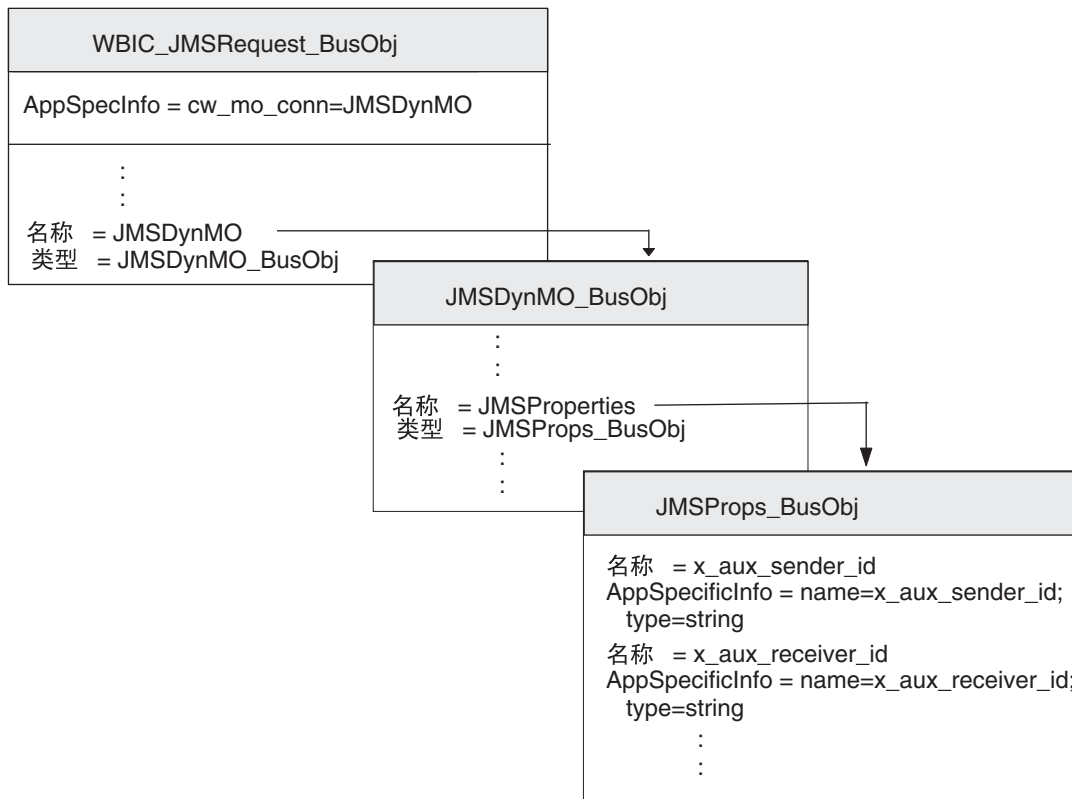 WBIC_JMSRequest_BusObj
AppSpecInfo = cw_mo_conn=JMSDynMO
:
:
名称 = JMSDynMO
类型 = JMSDynMO_BusObj
JMSDynMO_BusObj
:
:
名称 = JMSProperties
类型 = JMSProps_BusObj
:
:
JMSProps_BusObj
名称 = x_aux_sender_id
AppSpecificInfo = name=x_aux_sender_id;
type=string
名称 = x_aux_receiver_id
AppSpecificInfo = name=x_aux_receiver_id;
type=string
:
: